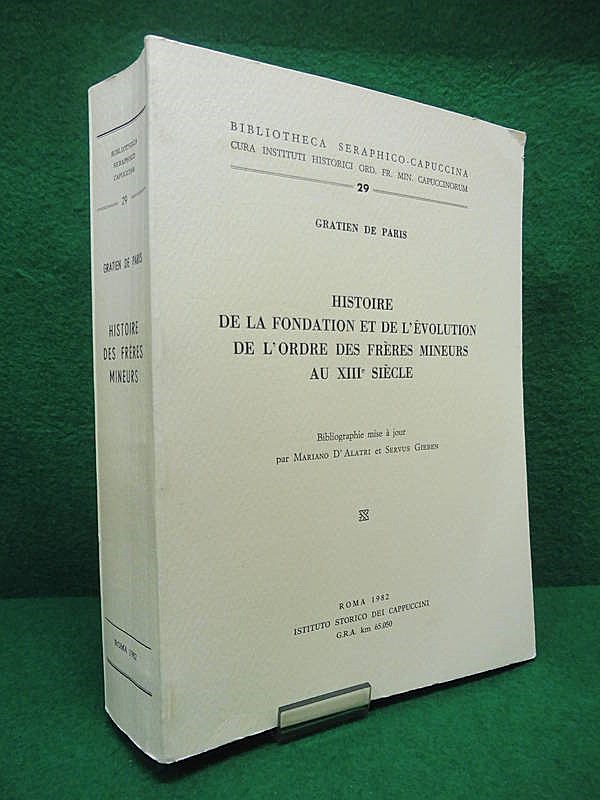 BIBLIOTHECA
SERAPHICO
CAPUCCINA
29
GRATIEN DE PARIS
HISTOIRE
DES FRÈRES
MINEURS
ROMA 1982
BIBLIOTHECA SERAPHICO-CAPUCCINA
CURA INSTITUTI HISTORICI ORD. FR. MIN. CAPUCCINORUM
29
GRATIEN DE PARIS
HISTOIRE
DE LA FONDATION ET DE L'ÉVOLUTION
DE L'ORDRE DES FRÈRES MINEURS
AU XIIIe SIÈCLE
Bibliographie mise à jour
par MARIANO D'ALATRI et SERVUS GIEBEN
ROMA 1982
ISTITUTO STORICO DEI CAPPUCCINI
G.R.A. km 65,050